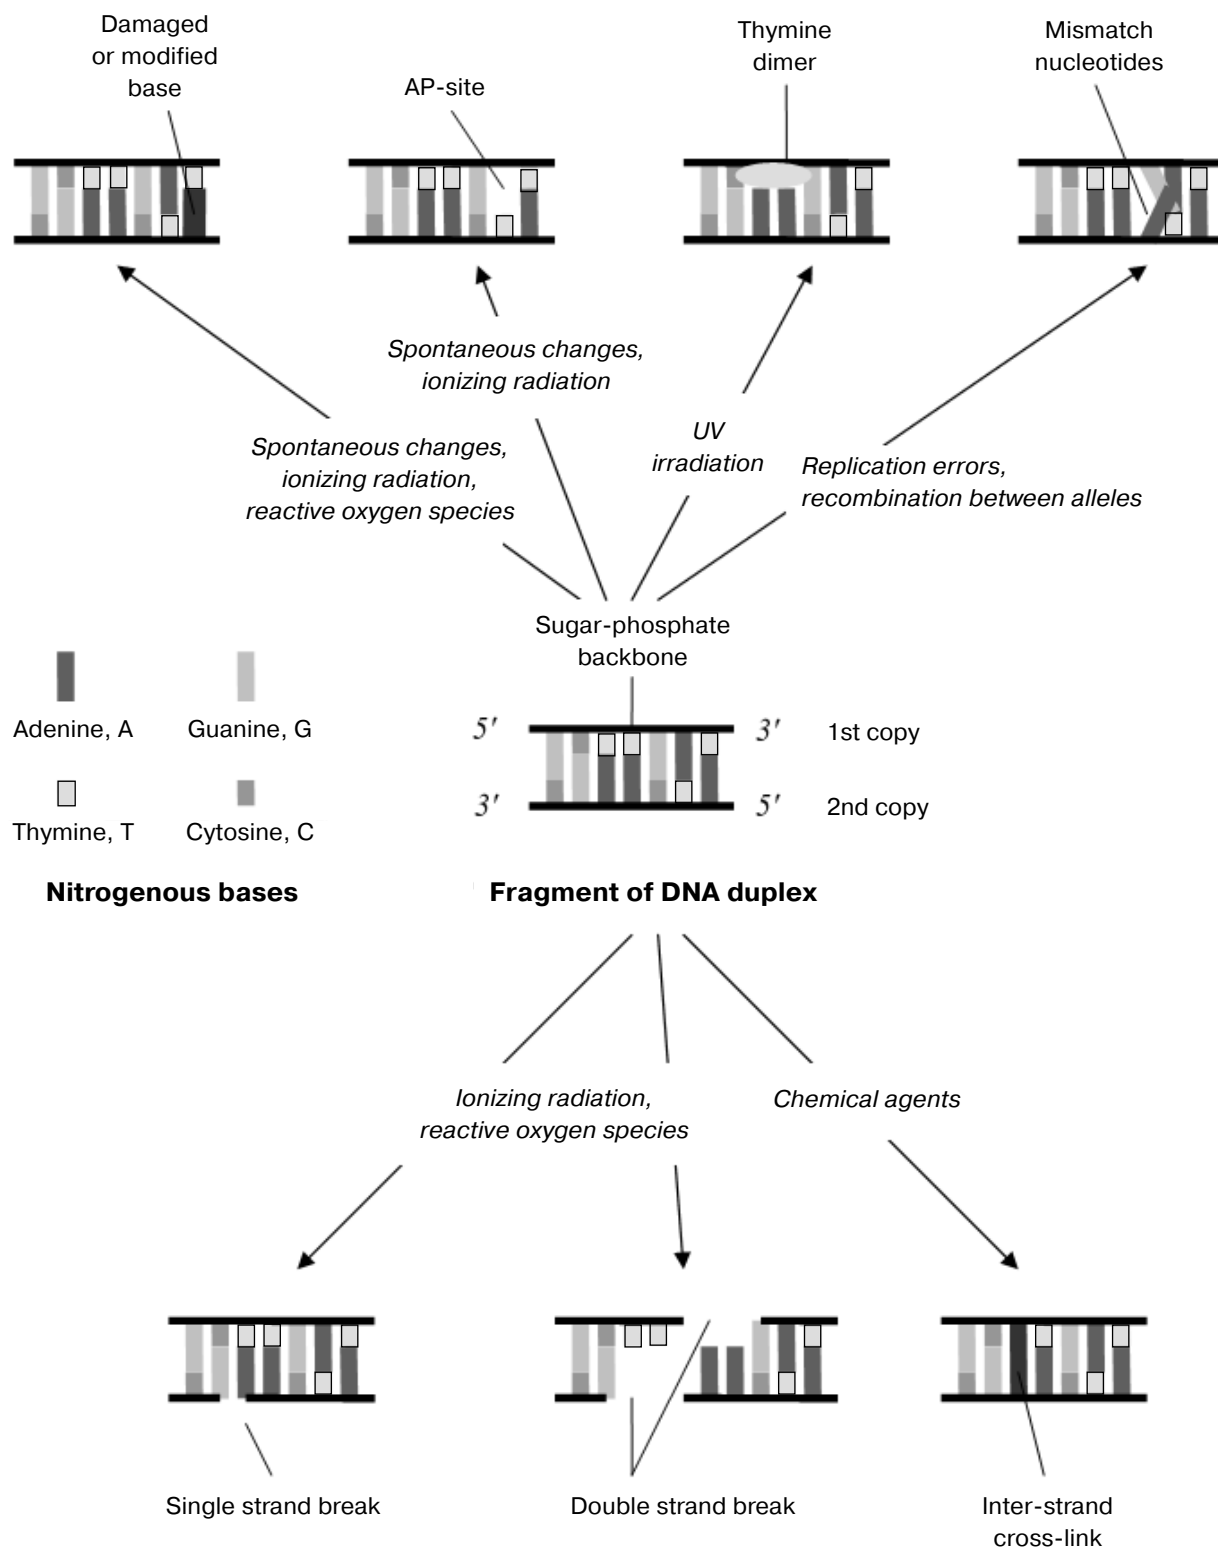 Damaged
or modified
base
AP-site
Thymine
dimer
Mismatch
nucleotides
Spontaneous changes,
ionizing radiation
Spontaneous changes,
ionizing radiation,
reactive oxygen species
UV
irradiation
Replication errors,
recombination between alleles
Sugar-phosphate
backbone
Adenine, A
Guanine, G
5′
3′
1st copy
Thymine, T
Cytosine, C
3′
5′
2nd copy
Nitrogenous bases
Fragment of DNA duplex
Ionizing radiation,
reactive oxygen species
Chemical agents
Single strand break
Double strand break
Inter-strand
cross-link